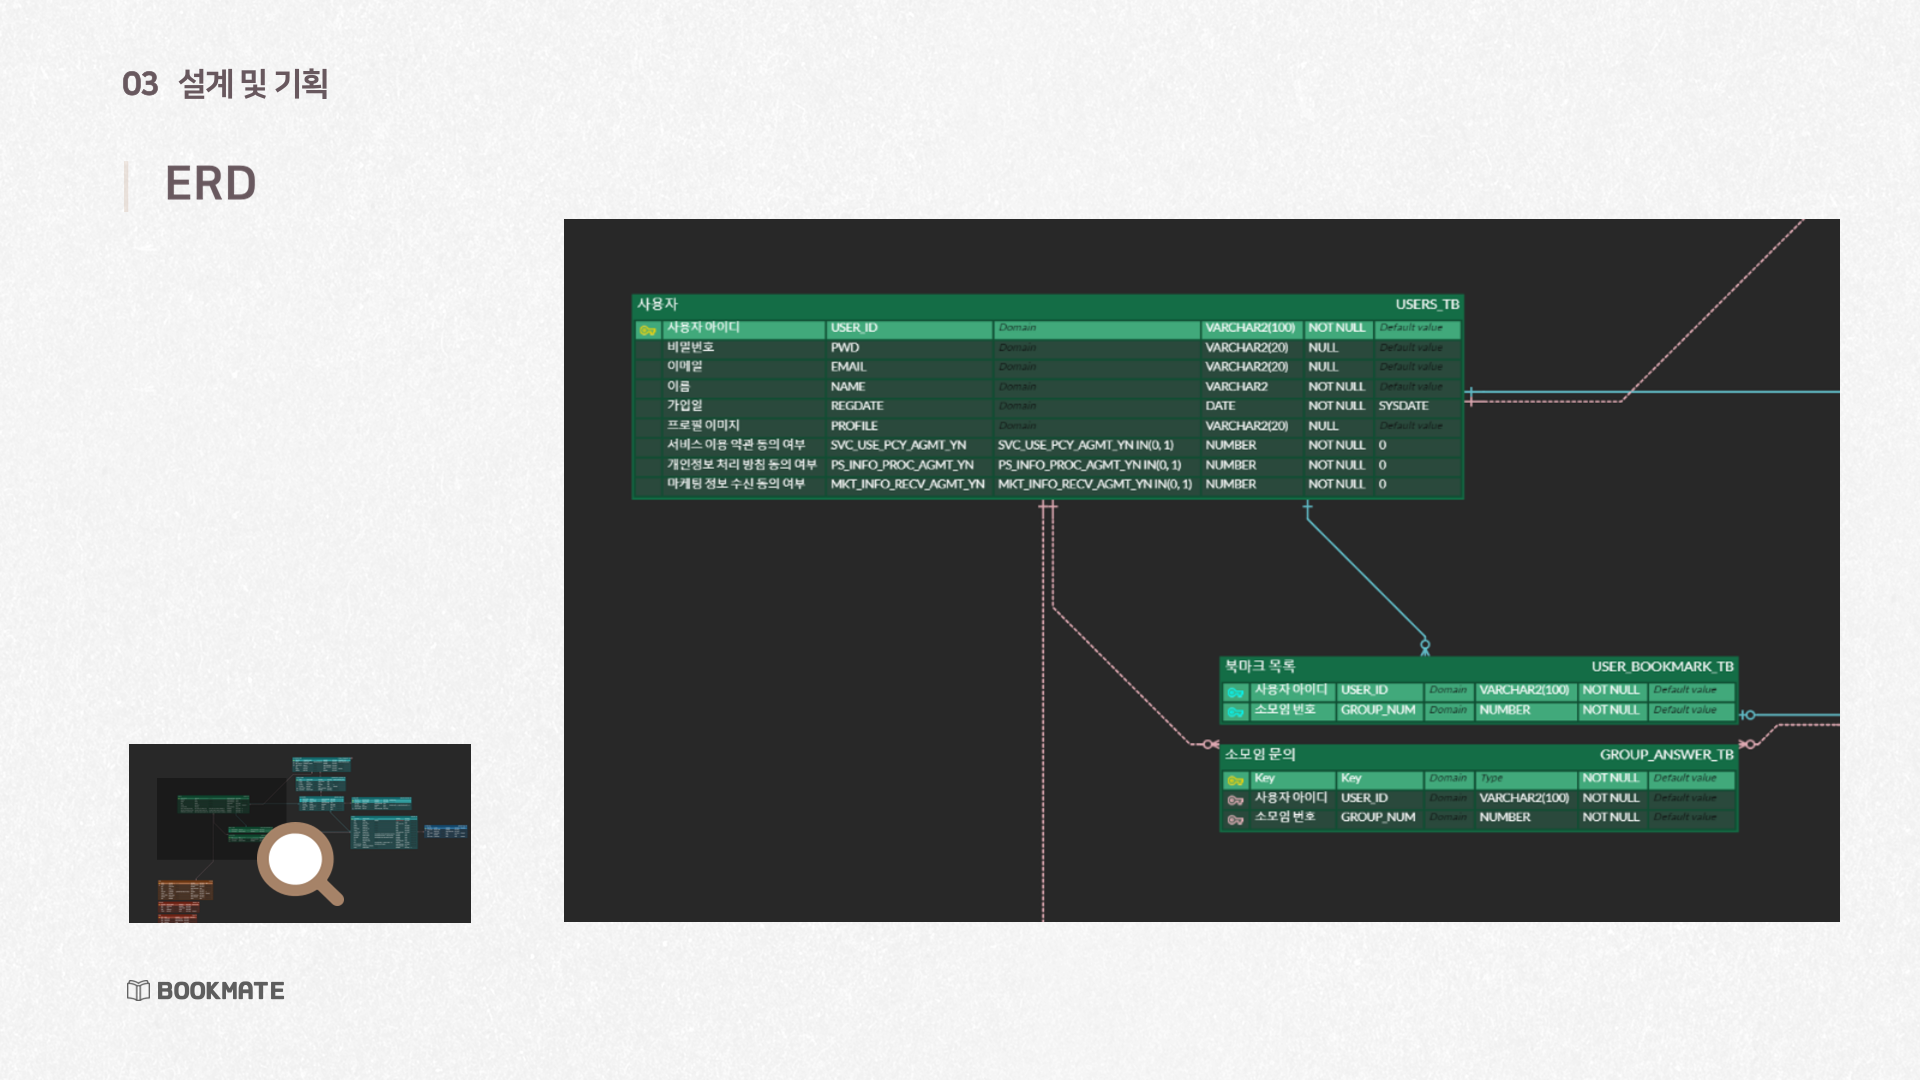 03 설계 및 기획
ERD
사용자 USERS_TB
사용자 아이디 USER_ID Domain VARCHAR2(100) NOT NULL Default value
비밀번호 PWD Domain VARCHAR2(20) NULL Default value
이메일 EMAIL Domain VARCHAR2(20) NULL Default value
이름 NAME Domain VARCHAR2 NOT NULL Default value
가입일 REGDATE Domain DATE NOT NULL SYSDATE
프로필 이미지 PROFILE Domain VARCHAR2(20) NULL Default value
서비스 이용 약관 동의 여부 SVC_USE_PCY_AGMT_YN SVC_USE_PCY_AGMT_YN IN(0, 1) NUMBER NOT NULL 0
개인정보 처리 방침 동의 여부 PS_INFO_PROC_AGMT_YN PS_INFO_PROC_AGMT_YN IN(0, 1) NUMBER NOT NULL 0
마케팅 정보 수신 동의 여부 MKT_INFO_RECV_AGMT_YN MKT_INFO_RECV_AGMT_YN IN(0, 1) NUMBER NOT NULL 0
북마크 목록 USER_BOOKMARK_TB
사용자 아이디 USER_ID Domain VARCHAR2(100) NOT NULL Default value
소모임 번호 GROUP_NUM Domain NUMBER NOT NULL Default value
소모임 문의 GROUP_ANSWER_TB
Key Key Domain Type NOT NULL Default value
사용자 아이디 USER_ID Domain VARCHAR2(100) NOT NULL Default value
소모임 번호 GROUP_NUM Domain NUMBER NOT NULL Default value
BOOKMATE